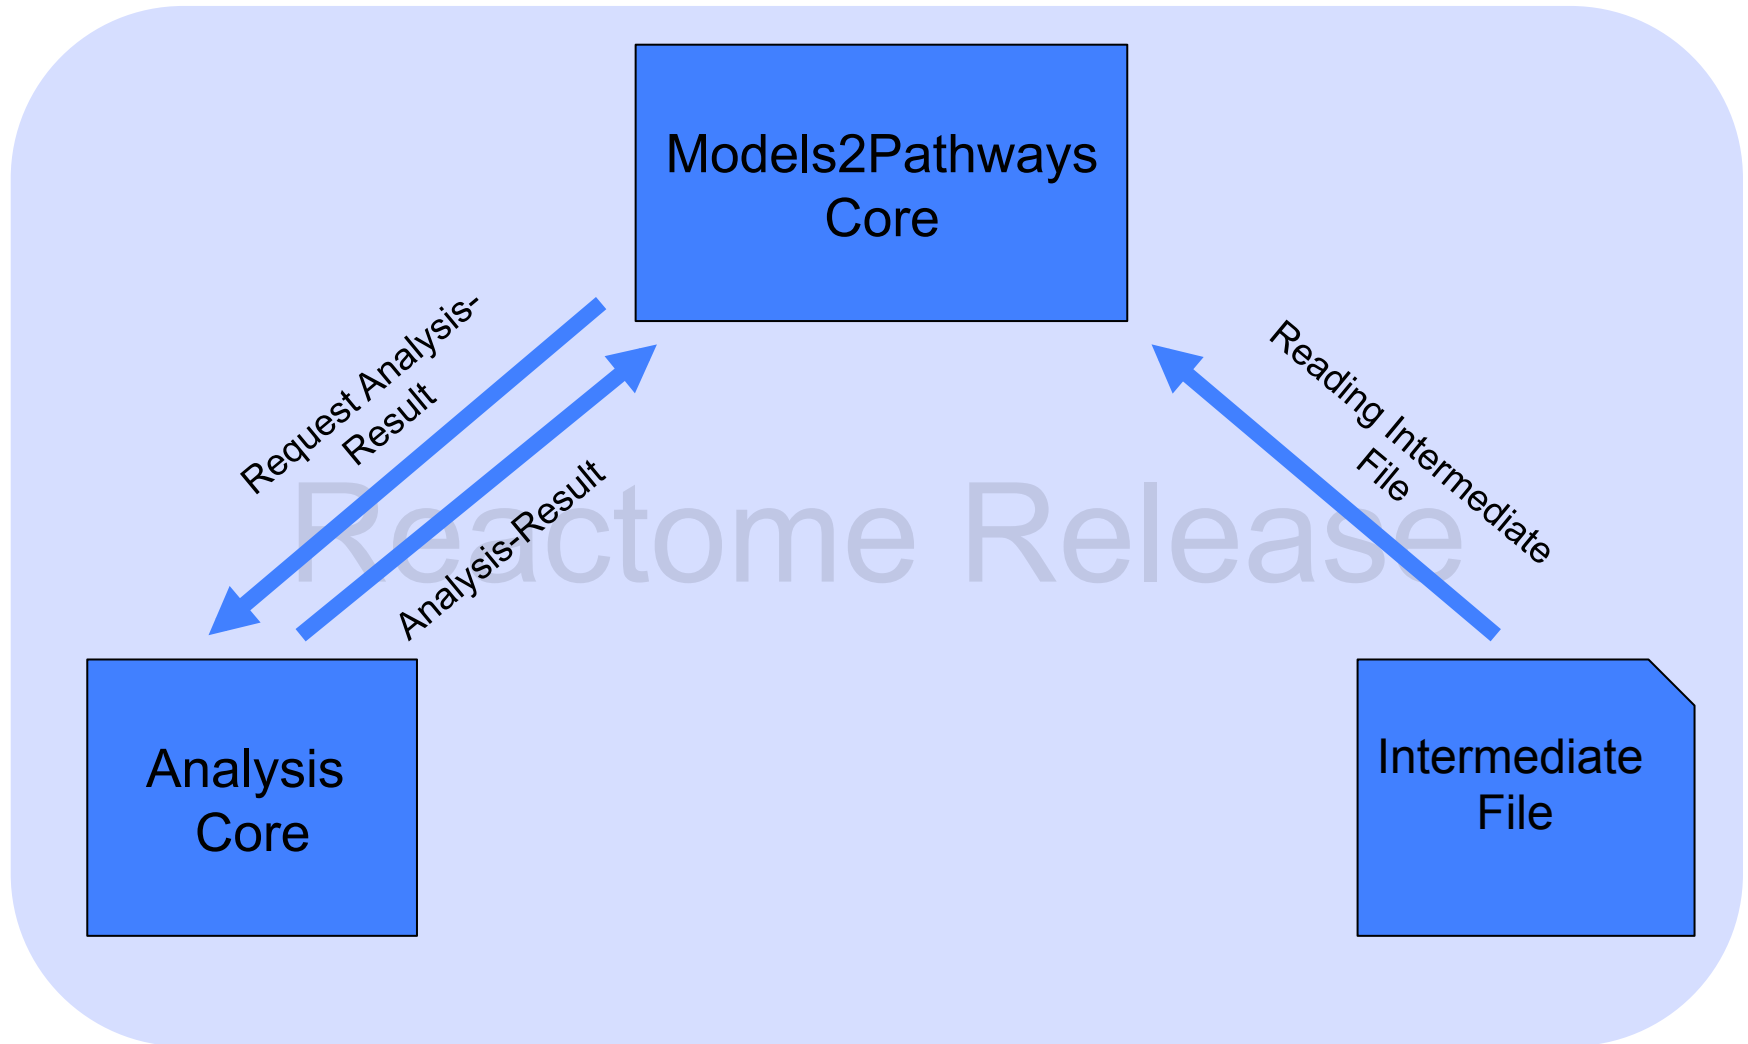 Models2Pathways
Core
Request Analysis-
Result
Analysis-Result
Reading Intermediate
File
Reactome Release
Analysis
Core
Intermediate
File